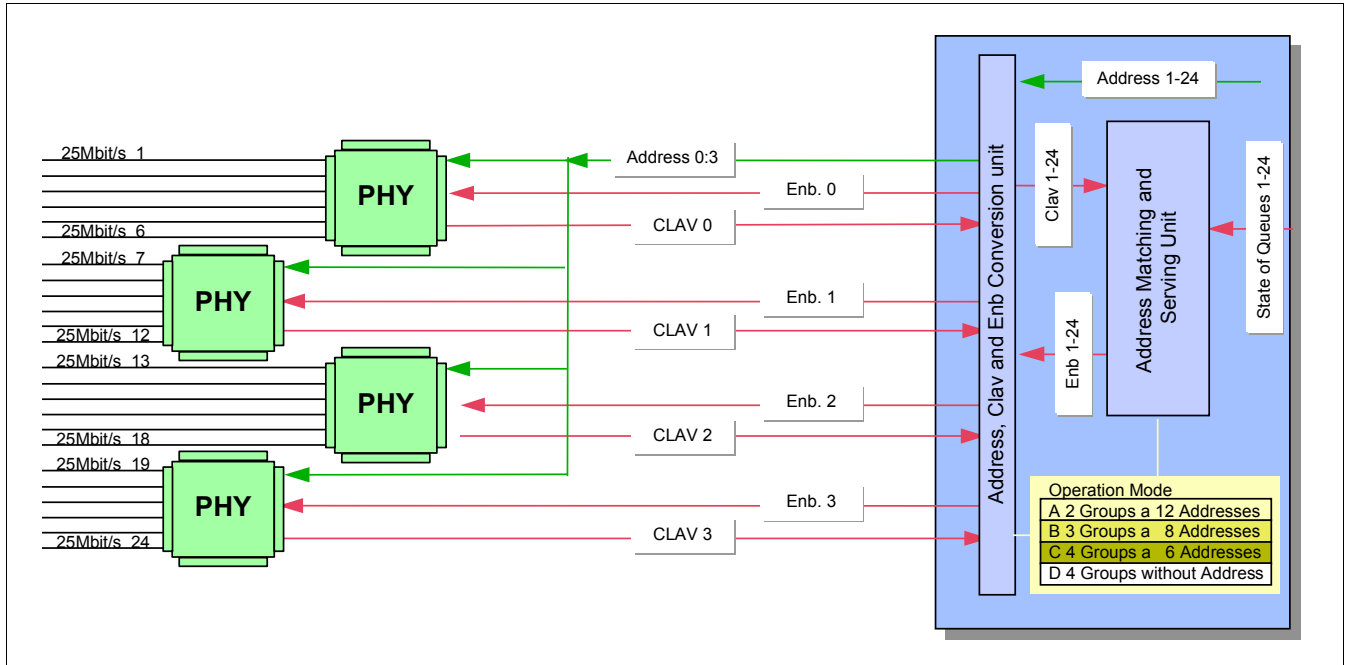 Address 1-24
25Mbit/s 1
PHY
Address 0:3
Enb. 0
CLAV 0
25Mbit/s 6
25Mbit/s 7
PHY
Enb. 1
CLAV 1
25Mbit/s 12
25Mbit/s 13
PHY
Enb. 2
CLAV 2
25Mbit/s 18
25Mbit/s 19
PHY
Enb. 3
CLAV 3
25Mbit/s 24
Address, Clav and Enb Conversion unit
Clav 1-24
Enb 1-24
Address Matching and
Serving Unit
State of Queues 1-24
Operation Mode
A 2 Groups a 12 Addresses
B 3 Groups a 8 Addresses
C 4 Groups a 6 Addresses
D 4 Groups without Address